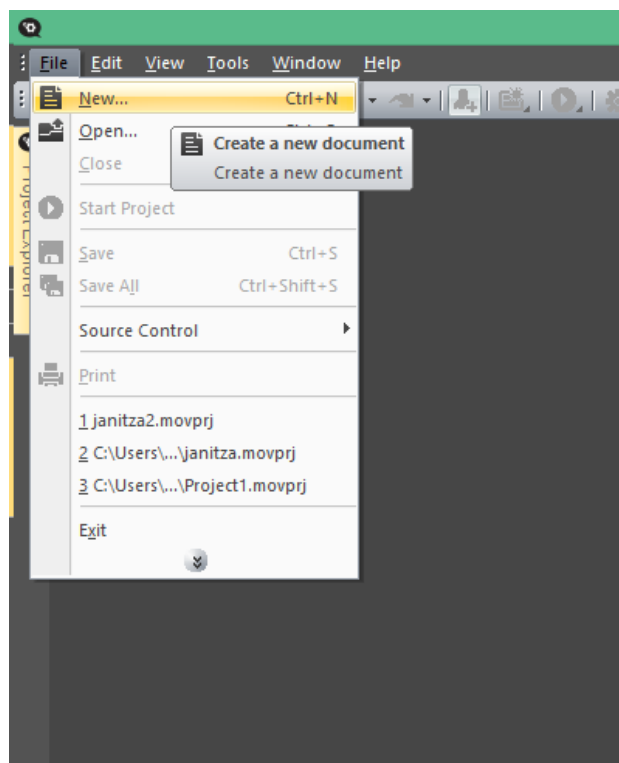 File Edit View Tools Window Help
New... Ctrl+N
Open...
Create a new document
Close
Create a new document
Project Explorer
Start Project
Save Ctrl+S
Save All Ctrl+Shift+S
Source Control
Print
1 janitza2.movprj
2 C:\Users\...\janitza.movprj
3 C:\Users\...\Project1.movprj
Exit